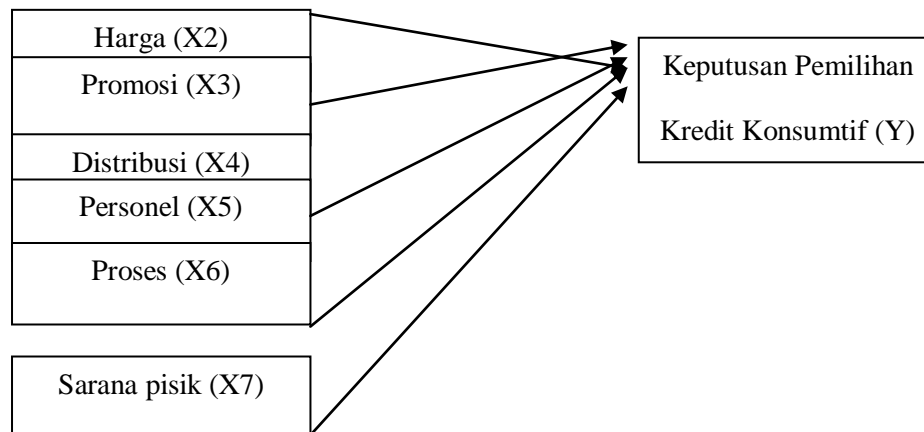 Harga (X2)
Promosi (X3)
Distribusi (X4)
Personel (X5)
Proses (X6)
Sarana pisik (X7)
Keputusan Pemilihan
Kredit Konsumtif (Y)